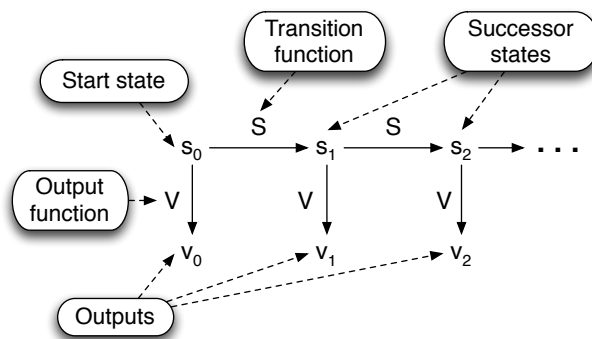 Transition
function
Successor
states
Start state
S
S
s₀
s₁
s₂
. . .
Output
function
V
V
V
v₀
v₁
v₂
Outputs